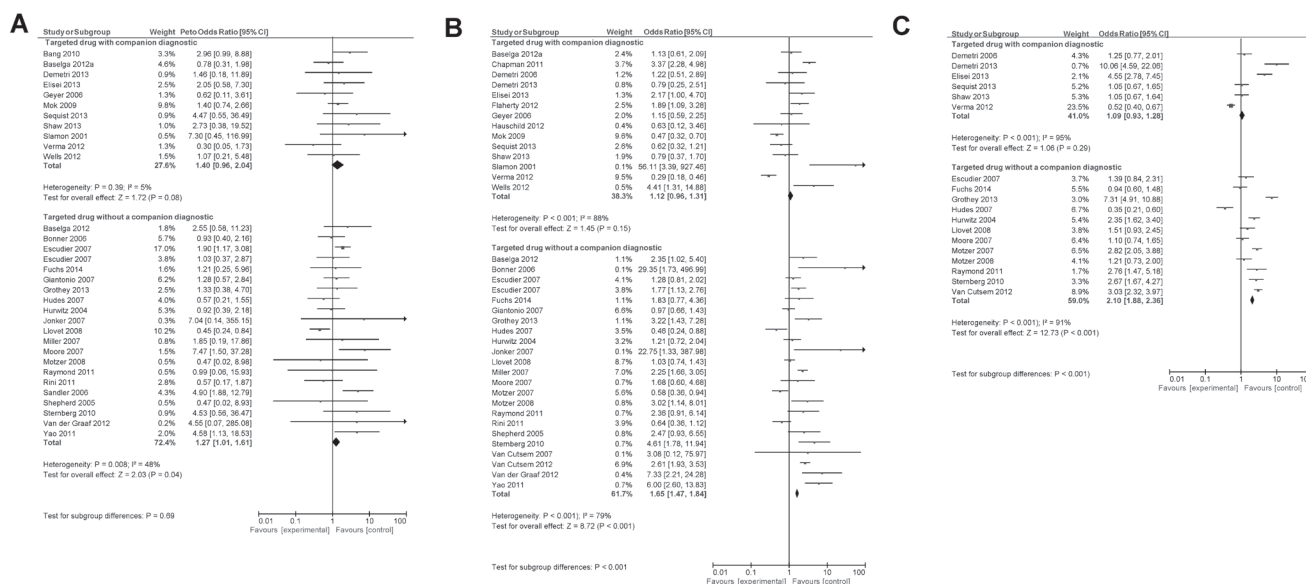 A
Study or Subgroup Weight Peto Odds Ratio [95% CI]
Targeted drug with companion diagnostic
Bang 2010 3.3% 2.96 [0.99, 8.88]
Baselga 2012a 4.6% 0.78 [0.31, 1.98]
Demetri 2013 1.6% 1.46 [0.18, 11.89]
Elisei 2013 2.5% 2.05 [0.58, 7.30]
Geyer 2006 1.3% 0.62 [0.11, 3.61]
Mok 2009 9.8% 1.40 [0.74, 2.66]
Sequist 2013 0.9% 4.47 [0.55, 36.49]
Shaw 2013 0.8% 2.73 [0.38, 19.52]
Slamon 2001 0.5% 7.30 [0.45, 116.99]
Verma 2012 1.3% 0.30 [0.05, 1.73]
Wells 2012 1.5% 1.07 [0.21, 5.48]
Total 27.6% 1.40 [0.96, 2.04]
Heterogeneity: P = 0.39; I² = 5%
Test for overall effect: Z = 1.72 (P = 0.08)
Targeted drug without a companion diagnostic
Baselga 2012 1.8% 2.55 [0.58, 11.23]
Bonner 2006 5.7% 0.93 [0.40, 2.16]
Escudier 2007 17.0% 1.90 [1.17, 3.08]
Escudier 2007 3.8% 1.03 [0.37, 2.87]
Fuchs 2014 1.6% 1.21 [0.25, 5.96]
Giantonio 2007 6.2% 1.28 [0.57, 2.84]
Grothey 2013 2.5% 1.33 [0.38, 4.70]
Hudes 2007 4.0% 0.57 [0.21, 1.55]
Hurwitz 2004 5.3% 0.92 [0.39, 2.18]
Jonker 2007 0.3% 7.04 [0.14, 355.15]
Llovet 2008 10.2% 0.45 [0.24, 0.84]
Miller 2007 0.8% 1.85 [0.19, 17.86]
Moore 2007 1.5% 7.47 [1.50, 37.28]
Motzer 2008 0.5% 0.47 [0.02, 8.98]
Raymond 2011 0.5% 0.99 [0.06, 15.93]
Rini 2011 2.8% 0.57 [0.17, 1.87]
Sandler 2006 4.3% 4.90 [1.88, 12.79]
Shepherd 2005 0.5% 0.47 [0.02, 8.93]
Sternberg 2010 0.9% 4.53 [0.56, 36.47]
Van der Graaf 2012 0.2% 4.55 [0.07, 285.08]
Yao 2011 2.0% 4.58 [1.13, 18.53]
Total 72.4% 1.27 [1.01, 1.61]
Heterogeneity: P = 0.008; I² = 48%
Test for overall effect: Z = 2.03 (P = 0.04)
Test for subgroup differences: P = 0.69
0.01 0.1 1 10 100
Favours [experimental] Favours [control]
B
Study or Subgroup Weight Peto Odds Ratio [95% CI]
Targeted drug with companion diagnostic
Baselga 2012a 2.4% 1.13 [0.61, 2.09]
Chapman 2011 6.1% 3.37 [2.28, 4.98]
Demetri 2006 1.2% 1.22 [0.51, 2.89]
Demetri 2013 0.8% 0.79 [0.25, 2.51]
Elisei 2013 1.3% 2.17 [1.00, 4.70]
Flaherty 2012 2.5% 1.89 [1.09, 3.28]
Geyer 2006 2.0% 1.15 [0.59, 2.25]
Hauschild 2012 0.4% 0.63 [0.12, 3.46]
Mok 2009 9.6% 0.47 [0.32, 0.70]
Sequist 2013 0.6% 0.62 [0.32, 1.21]
Shaw 2013 1.9% 0.79 [0.37, 1.70]
Slamon 2001 0.1% 56.11 [3.39, 927.46]
Verma 2012 9.5% 0.29 [0.18, 0.46]
Wells 2012 0.5% 4.41 [1.31, 14.88]
Total 38.3% 1.12 [0.96, 1.31]
Heterogeneity: P < 0.001; I² = 88%
Test for overall effect: Z = 1.45 (P = 0.15)
Targeted drug without a companion diagnostic
Baselga 2012 1.1% 2.35 [1.02, 5.40]
Bonner 2006 0.1% 29.35 [1.73, 496.99]
Escudier 2007 4.1% 1.28 [0.81, 2.02]
Escudier 2007 3.8% 1.77 [1.13, 2.76]
Fuchs 2014 1.1% 1.83 [0.77, 4.36]
Giantonio 2007 6.6% 0.97 [0.66, 1.43]
Grothey 2013 3.2% 3.22 [1.43, 7.28]
Hudes 2007 3.5% 0.46 [0.24, 0.88]
Hurwitz 2004 3.2% 1.21 [0.72, 2.04]
Jonker 2007 0.1% 22.75 [1.33, 387.98]
Llovet 2008 8.7% 1.03 [0.74, 1.43]
Miller 2007 7.1% 2.25 [1.66, 3.05]
Moore 2007 1.1% 1.68 [0.60, 4.68]
Motzer 2007 5.1% 0.58 [0.36, 0.94]
Motzer 2008 0.8% 3.02 [1.14, 8.01]
Raymond 2011 0.7% 2.36 [0.91, 6.14]
Rini 2011 3.9% 0.64 [0.36, 1.12]
Shepherd 2005 0.8% 2.47 [0.93, 6.55]
Sternberg 2010 0.7% 4.61 [1.78, 11.94]
Van Cutsem 2007 0.1% 3.08 [0.12, 75.97]
Van Cutsem 2012 6.9% 2.61 [1.93, 3.53]
Van der Graaf 2012 0.4% 7.33 [2.21, 24.28]
Yao 2011 0.7% 6.00 [2.60, 13.83]
Total 61.7% 1.65 [1.47, 1.84]
Heterogeneity: P < 0.001; I² = 79%
Test for overall effect: Z = 8.72 (P < 0.001)
Test for subgroup differences: P < 0.001
0.01 0.1 1 10 100
Favours [experimental] Favours [control]
C
Study or Subgroup Weight Peto Odds Ratio [95% CI]
Targeted drug with companion diagnostic
Demetri 2006 4.3% 1.25 [0.77, 2.01]
Demetri 2013 0.5% 10.06 [4.59, 22.06]
Elisei 2013 2.1% 4.55 [2.78, 7.45]
Sequist 2013 5.3% 1.05 [0.67, 1.65]
Shaw 2013 5.3% 1.05 [0.67, 1.64]
Verma 2012 23.5% 0.52 [0.40, 0.67]
Total 41.0% 1.09 [0.93, 1.28]
Heterogeneity: P < 0.001; I² = 95%
Test for overall effect: Z = 1.06 (P = 0.29)
Targeted drug without a companion diagnostic
Escudier 2007 3.7% 1.39 [0.84, 2.31]
Fuchs 2014 5.5% 0.94 [0.60, 1.48]
Grothey 2013 3.0% 7.31 [4.91, 10.88]
Hudes 2007 6.7% 0.35 [0.21, 0.60]
Hurwitz 2004 5.4% 2.35 [1.62, 3.40]
Llovet 2008 4.1% 1.51 [0.93, 2.45]
Moore 2007 6.4% 1.10 [0.74, 1.65]
Motzer 2007 6.5% 2.82 [2.05, 3.88]
Motzer 2008 4.1% 1.21 [0.73, 2.00]
Raymond 2011 1.7% 2.76 [1.47, 5.18]
Sternberg 2010 3.3% 2.67 [1.67, 4.27]
Van Cutsem 2012 8.9% 3.03 [2.32, 3.97]
Total 59.0% 2.10 [1.88, 2.36]
Heterogeneity: P < 0.001; I² = 91%
Test for overall effect: Z = 12.73 (P < 0.001)
Test for subgroup differences: P < 0.001
0.01 0.1 1 10 100
Favours [experimental] Favours [control]